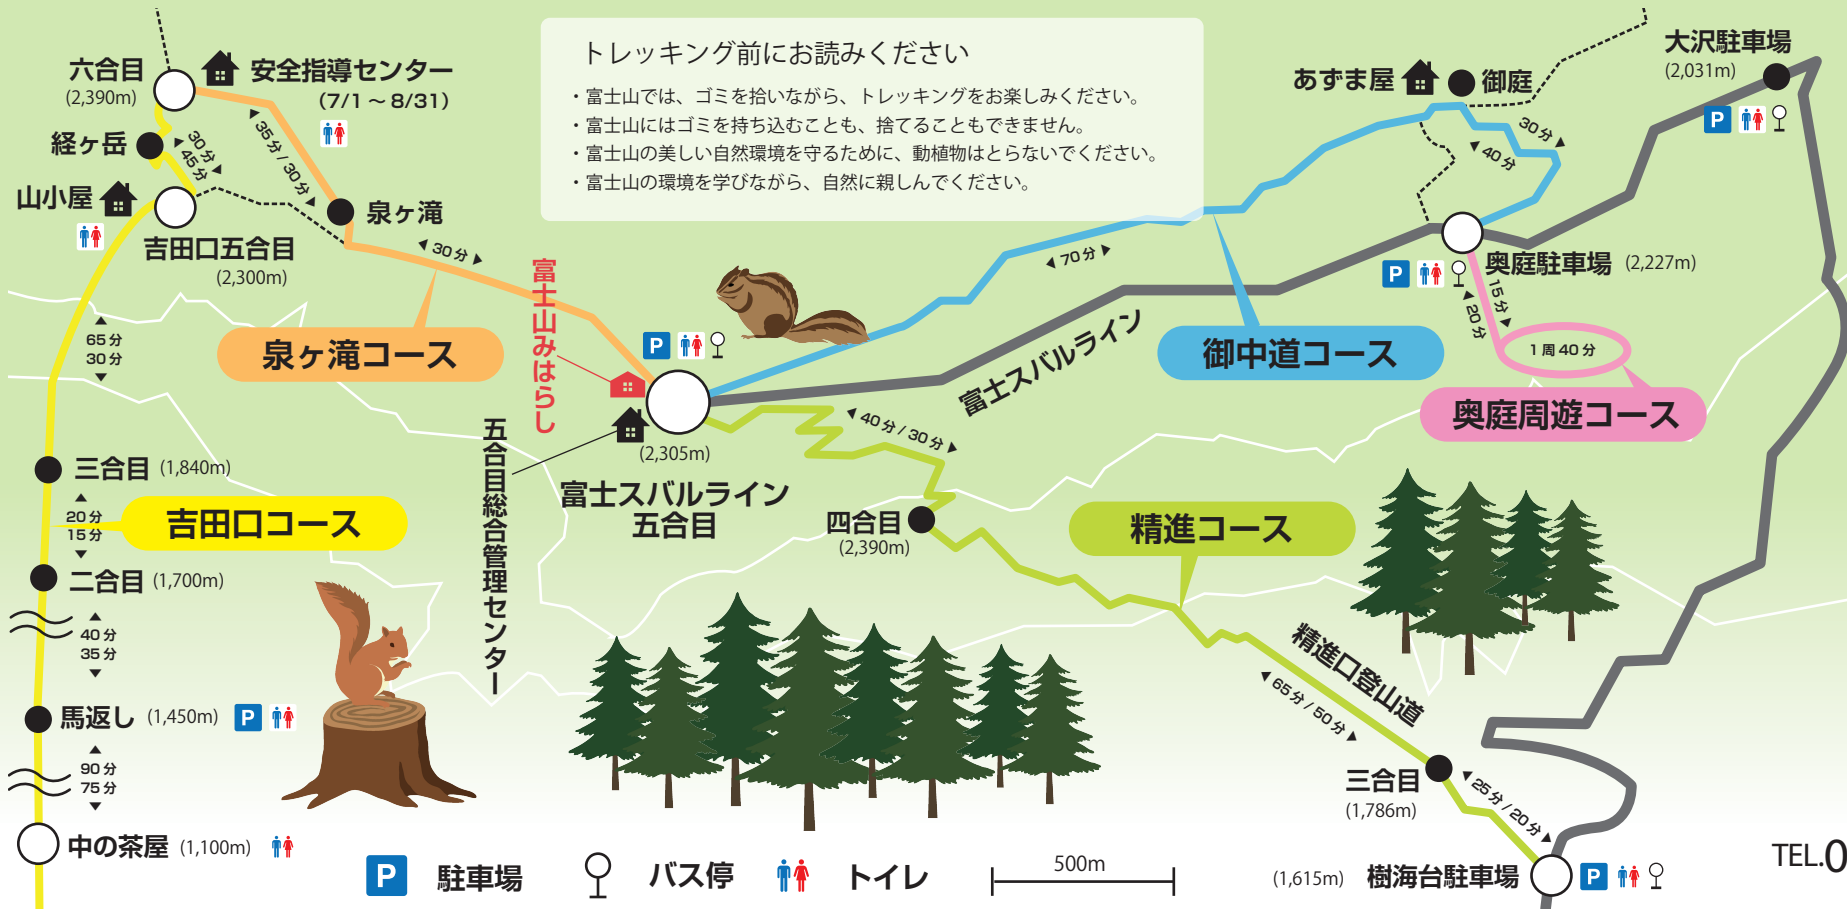 トレッキング前にお読みください
・富士山では、ゴミを拾いながら、トレッキングをお楽しみください。
・富士山にはゴミを持ち込むことも、捨てることもできません。
・富士山の美しい自然環境を守るために、動植物はとらないでください。
・富士山の環境を学びながら、自然に親しんでください。
六合目
(2,390m)
安全指導センター
(7/1～8/31)
経ヶ岳
30分
45分
35分/30分
山小屋
吉田口五合目
(2,300m)
泉ヶ滝
30分
泉ヶ滝コース
65分
30分
三合目 (1,840m)
20分
15分
吉田口コース
二合目 (1,700m)
40分
35分
馬返し (1,450m) P
90分
75分
中の茶屋 (1,100m)
富士山みはらし
五合目総合管理センター
P
(2,305m)
富士スバルライン
五合目
70分
富士スバルライン
御中道コース
あずま屋
御庭
30分
40分
大沢駐車場
(2,031m)
P
奥庭駐車場 (2,227m)
P
15分
20分
1周40分
奥庭周遊コース
40分/30分
四合目
(2,390m)
精進コース
精進口登山道
65分/50分
三合目
(1,786m)
25分/20分
(1,615m) 樹海台駐車場 P
P 駐車場 バス停 トイレ 500m
TEL.0